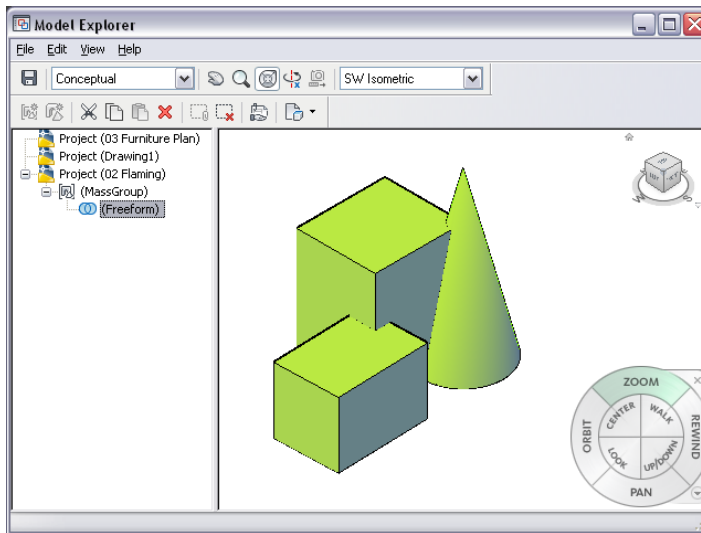 Model Explorer
File Edit View Help
Conceptual SW Isometric
Project (03 Furniture Plan)
Project (Drawing1)
Project (02 Flaming)
(MassGroup)
(Freeform)
W
S
ZOOM
CENTER
WALK
ORBIT
REWIND
LOOK
UP/DOWN
PAN